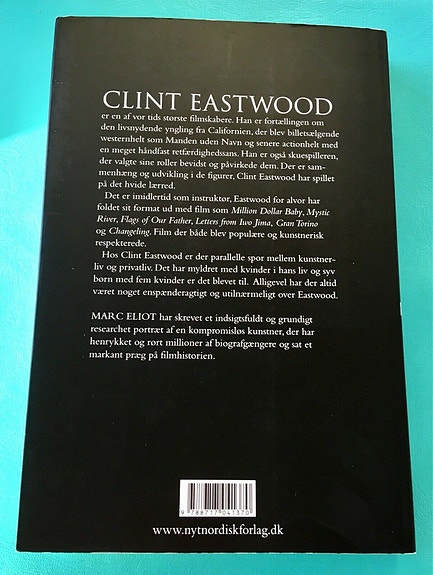 CLINT EASTWOOD
er en af vor tids største filmskabere. Han er fortællingen om
den livsnydende yngling fra Californien, der blev billetsælgende
westernhelt som Manden uden Navn og senere actionhelt med
en meget håndfast retfærdighedssans. Han er også skuespilleren,
der valgte sine roller bevidst og påvirkede dem. Der er sam-
menhæng og udvikling i de figurer, Clint Eastwood har spillet
på det hvide lærred.
Det er imidlertid som instruktør, Eastwood for alvor har
foldet sit format ud med film som Million Dollar Baby, Mystic
River, Flags of Our Father, Letters from Iwo Jima, Gran Torino
og Changeling. Film der både blev populære og kunstnerisk
respekterede.
Hos Clint Eastwood er der parallelle spor mellem kunstner-
liv og privatliv. Det har myldret med kvinder i hans liv og syv
børn med fem kvinder er det blevet til. Alligevel har der altid
været noget enspænderagtigt og utilnærmeligt over Eastwood.
MARC ELIOT har skrevet et indsigtsfuldt og grundigt
researchet portræt af en kompromisløs kunstner, der har
henrykket og rørt millioner af biografgængere og sat et
markant præg på filmhistorien.
9 788717 041370
www.nytnordiskforlag.dk